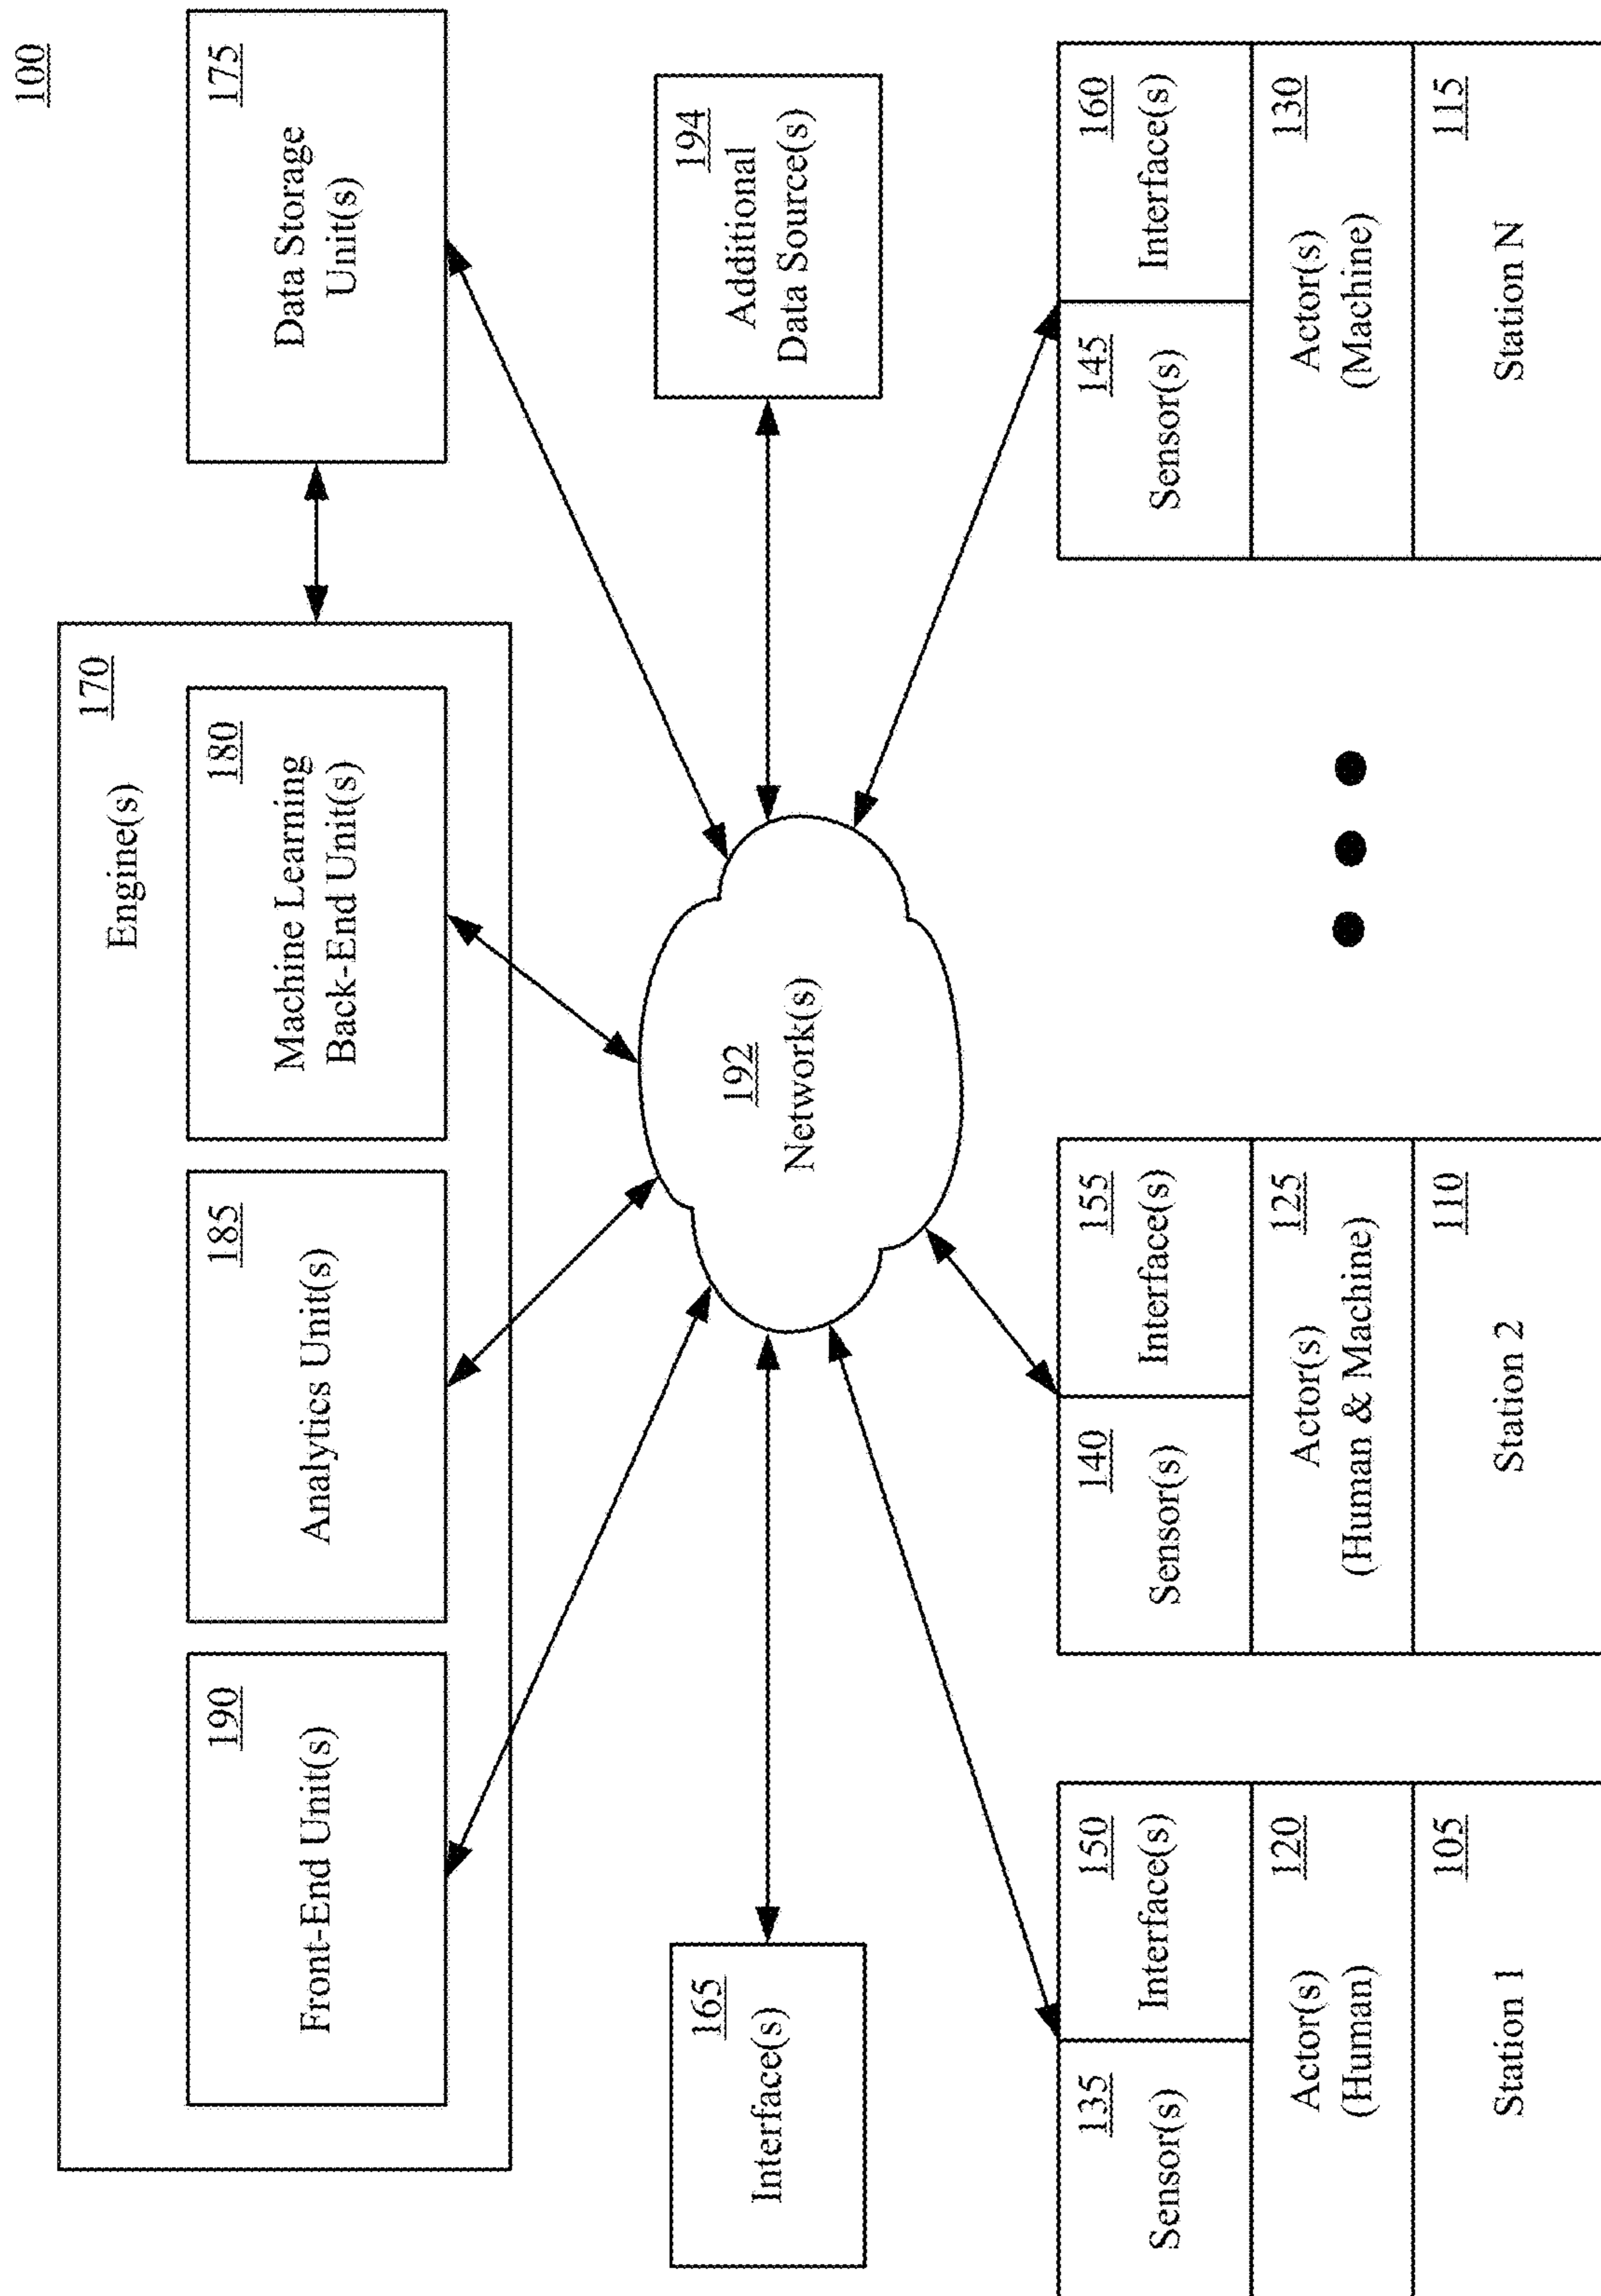 100
Engine(s)
170
Front-End Unit(s)
190
Analytics Unit(s)
185
Machine Learning
Back-End Unit(s)
180
Data Storage
Unit(s)
175
Interface(s)
165
192
Network(s)
Additional
Data Source(s)
194
Sensor(s)
135
Interface(s)
150
Actor(s)
(Human)
120
Station 1
105
Sensor(s)
140
Interface(s)
155
Actor(s)
(Human & Machine)
125
Station 2
110
Sensor(s)
145
Interface(s)
160
Actor(s)
(Machine)
130
Station N
115